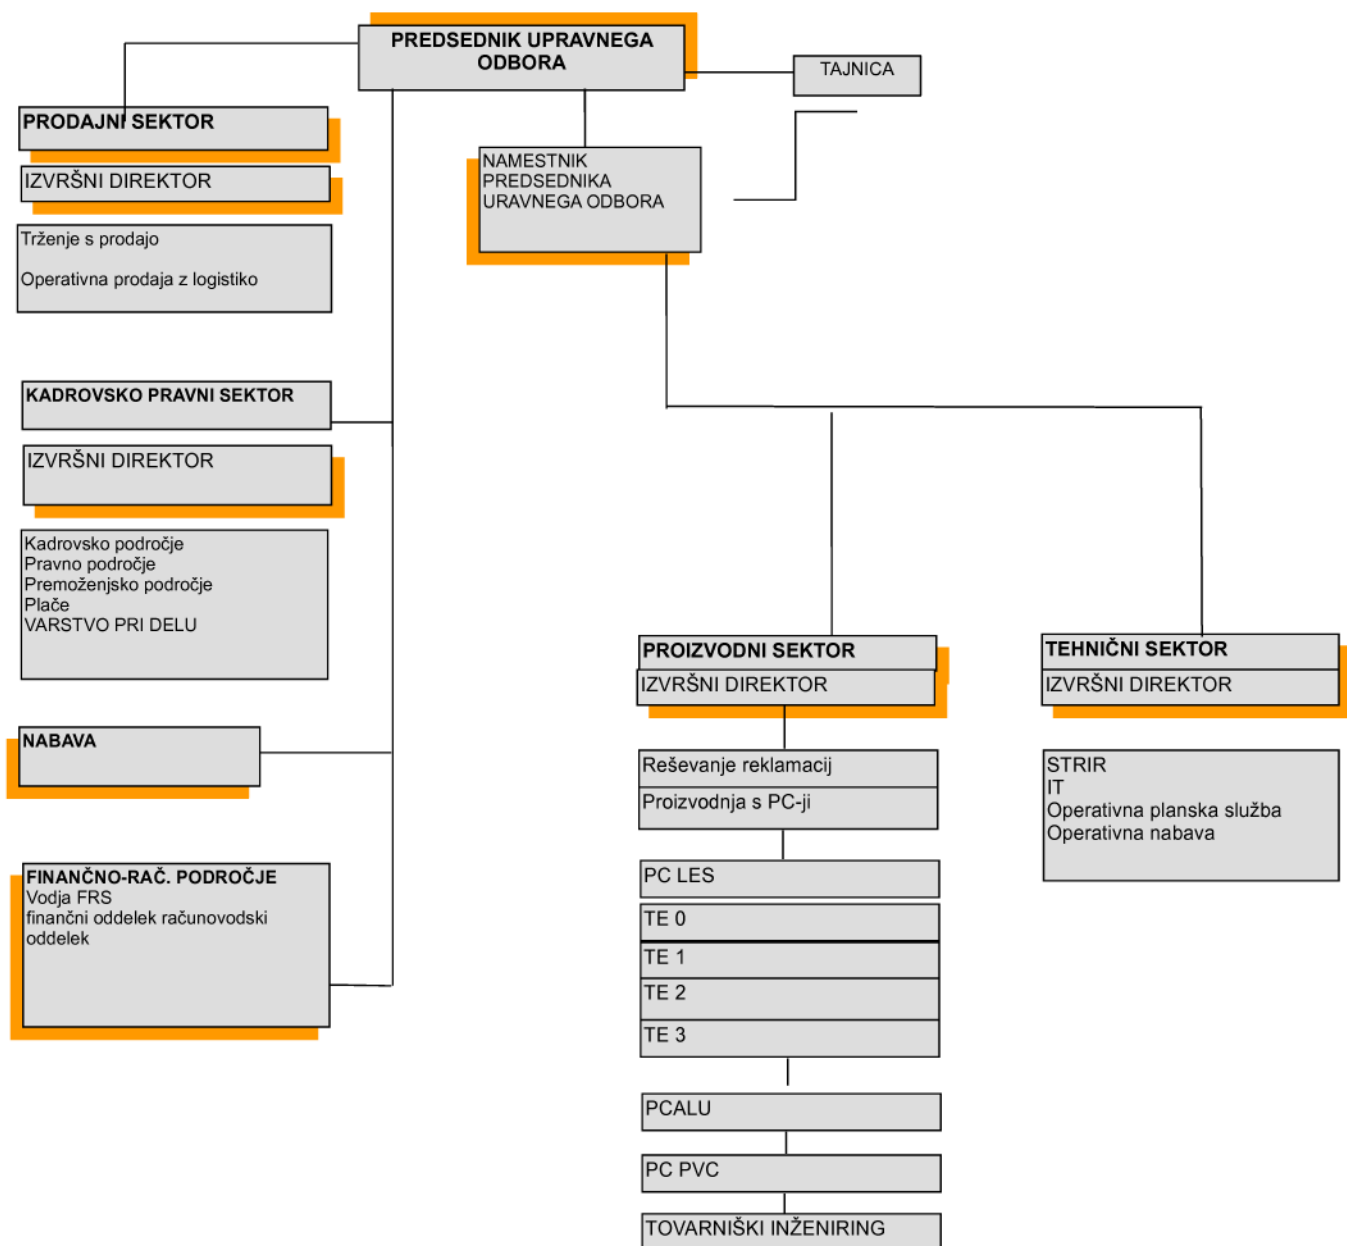 PREDSEDNIK UPRAVNEGA
ODBORA
TAJNICA
PRODAJNI SEKTOR
IZVRŠNI DIREKTOR
Trženje s prodajo
Operativna prodaja z logistiko
NAMESTNIK
PREDSEDNIKA
URAVNEGA ODBORA
KADROVSKO PRAVNI SEKTOR
IZVRŠNI DIREKTOR
Kadrovsko področje
Pravno področje
Premoženjsko področje
Plače
VARSTVO PRI DELU
NABAVA
FINANČNO-RAČ. PODROČJE
Vodja FRS
finančni oddelek računovodski
oddelek
PROIZVODNI SEKTOR
IZVRŠNI DIREKTOR
Reševanje reklamacij
Proizvodnja s PC-ji
PC LES
TE 0
TE 1
TE 2
TE 3
PCALU
PC PVC
TOVARNIŠKI INŽENIRING
TEHNIČNI SEKTOR
IZVRŠNI DIREKTOR
STRIR
IT
Operativna planska služba
Operativna nabava